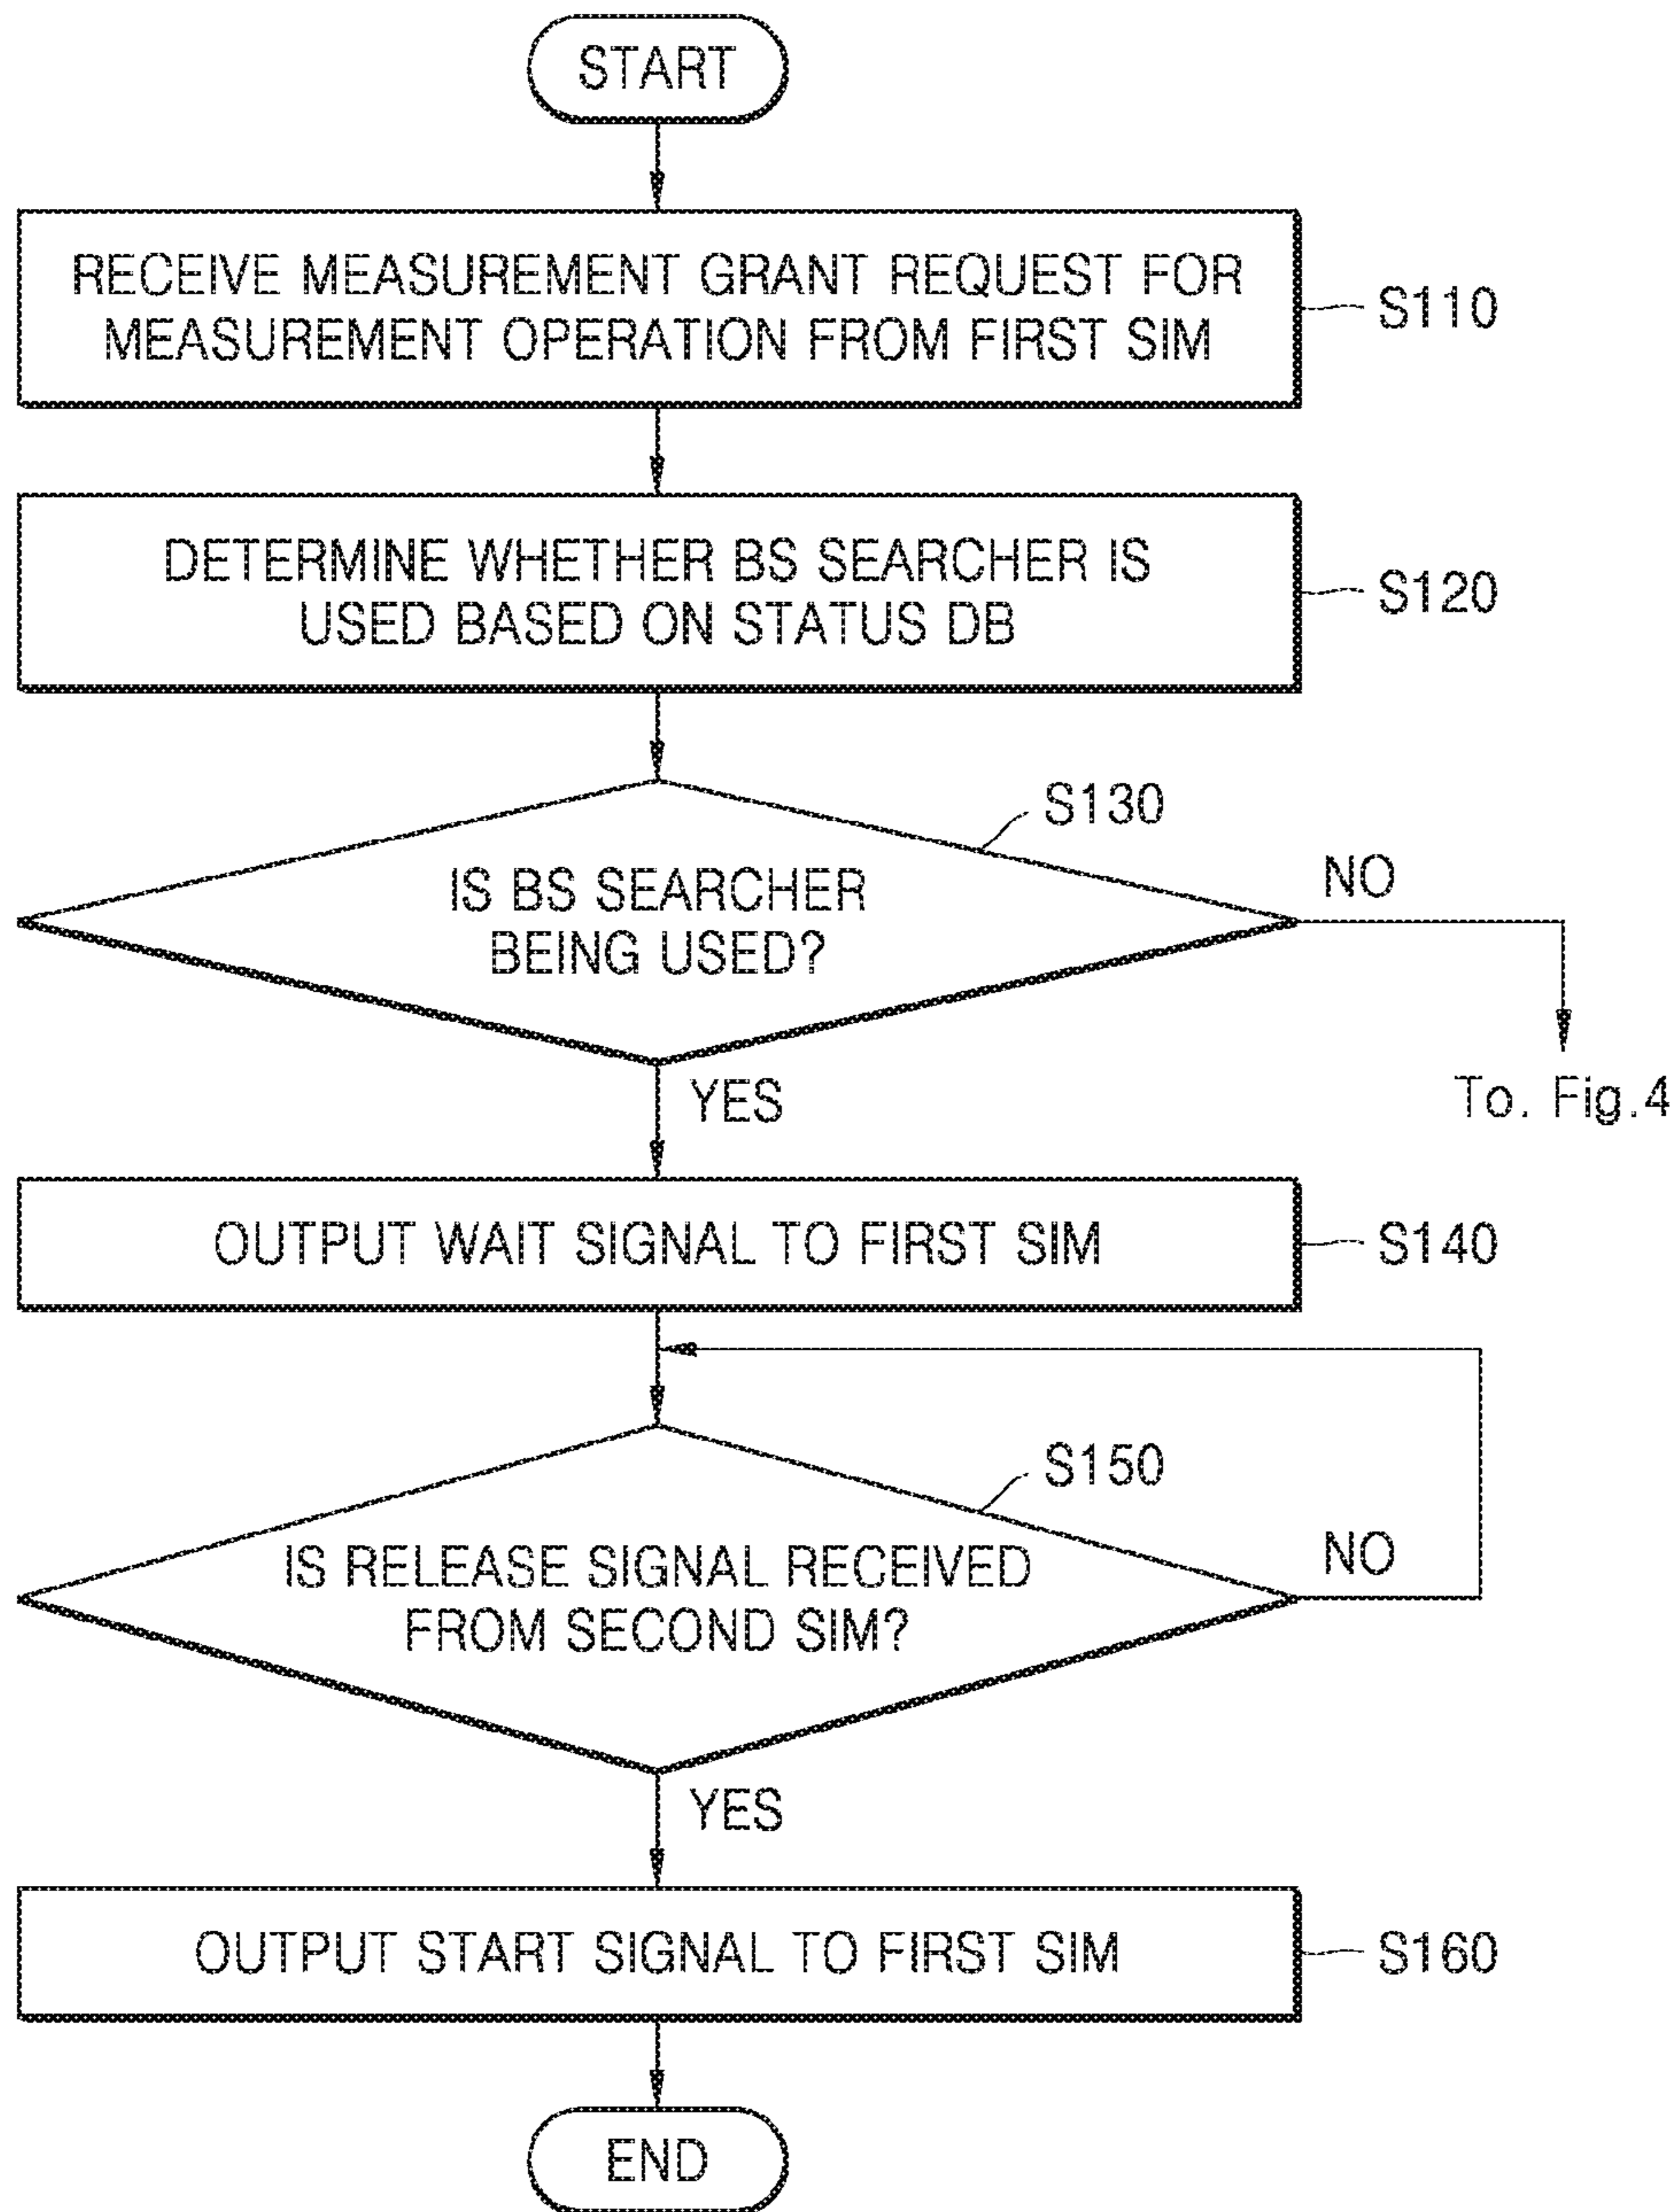 START
RECEIVE MEASUREMENT GRANT REQUEST FOR
MEASUREMENT OPERATION FROM FIRST SIM
S110
DETERMINE WHETHER BS SEARCHER IS
USED BASED ON STATUS DB
S120
S130
IS BS SEARCHER
BEING USED?
NO
To. Fig.4
YES
OUTPUT WAIT SIGNAL TO FIRST SIM
S140
S150
IS RELEASE SIGNAL RECEIVED
FROM SECOND SIM?
NO
YES
OUTPUT START SIGNAL TO FIRST SIM
S160
END